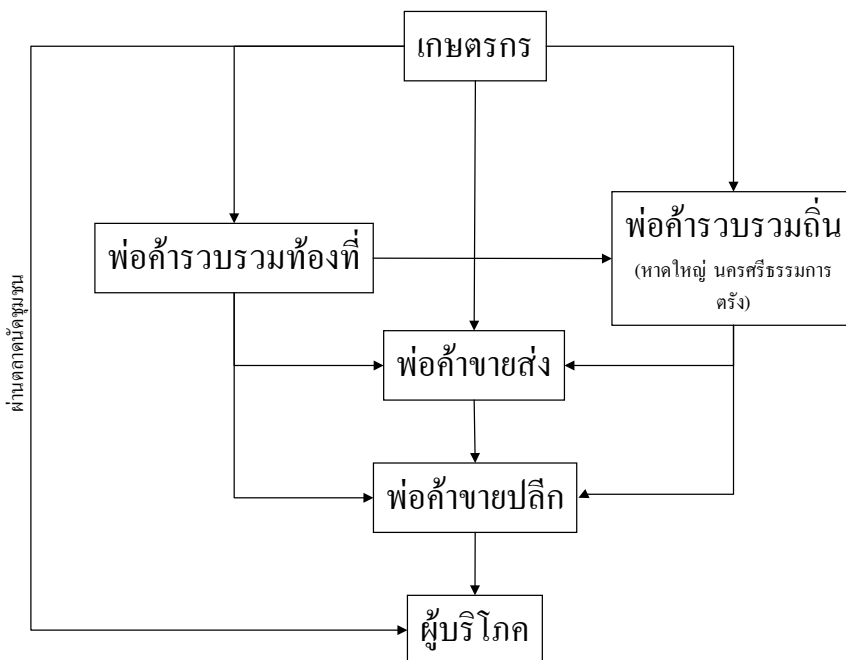 เกษตรกร
พ่อค้ารวบรวมท้องที่
พ่อค้ารวบรวมถิ่น
(หาดใหญ่ นครศรีธรรมการ
ตรัง)
ผ่านตลาดนัดชุมชน
พ่อค้าขายส่ง
พ่อค้าขายปลีก
ผู้บริโภค